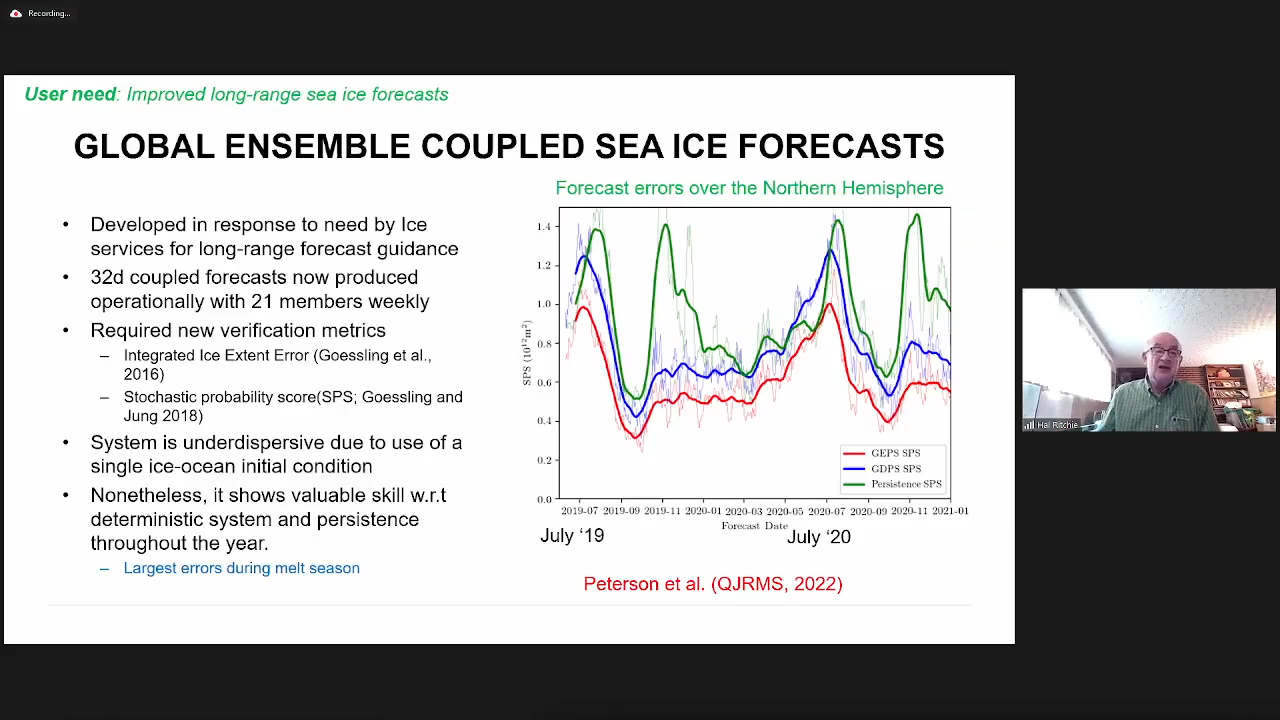 Recording...
User need: Improved long-range sea ice forecasts
GLOBAL ENSEMBLE COUPLED SEA ICE FORECASTS
• Developed in response to need by Ice
services for long-range forecast guidance
• 32d coupled forecasts now produced
operationally with 21 members weekly
• Required new verification metrics
– Integrated Ice Extent Error (Goessling et al.,
2016)
– Stochastic probability score(SPS; Goessling and
Jung 2018)
• System is underdispersive due to use of a
single ice-ocean initial condition
• Nonetheless, it shows valuable skill w.r.t
deterministic system and persistence
throughout the year.
– Largest errors during melt season
Forecast errors over the Northern Hemisphere
1.4
1.2
1.0
0.8
0.6
0.4
0.2
0.0
SPS (10¹²m²)
GEPS SPS
GDPS SPS
Persistence SPS
2019-07 2019-09 2019-11 2020-01 2020-03 2020-05 2020-07 2020-09 2020-11 2021-01
Forecast Date
July ‘19
July ‘20
Peterson et al. (QJRMS, 2022)
Hal Ritchie